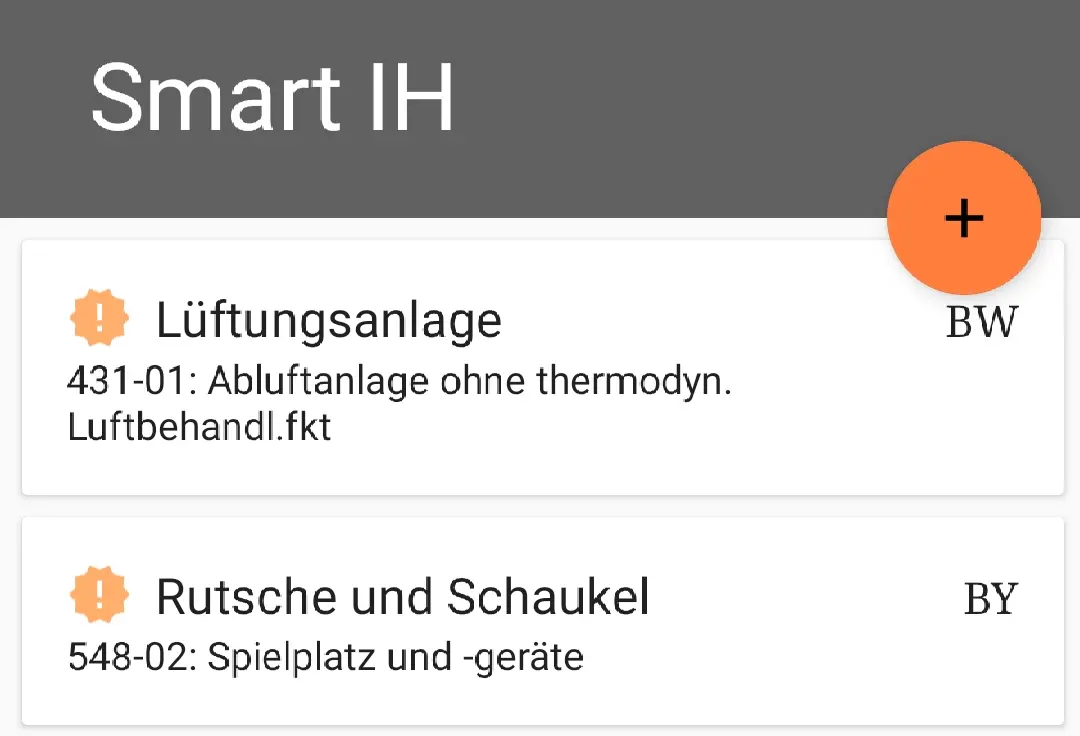 Smart IH
+
Lüftungsanlage BW
431-01: Abluftanlage ohne thermodyn.
Luftbehandl.fkt
Rutsche und Schaukel BY
548-02: Spielplatz und -geräte